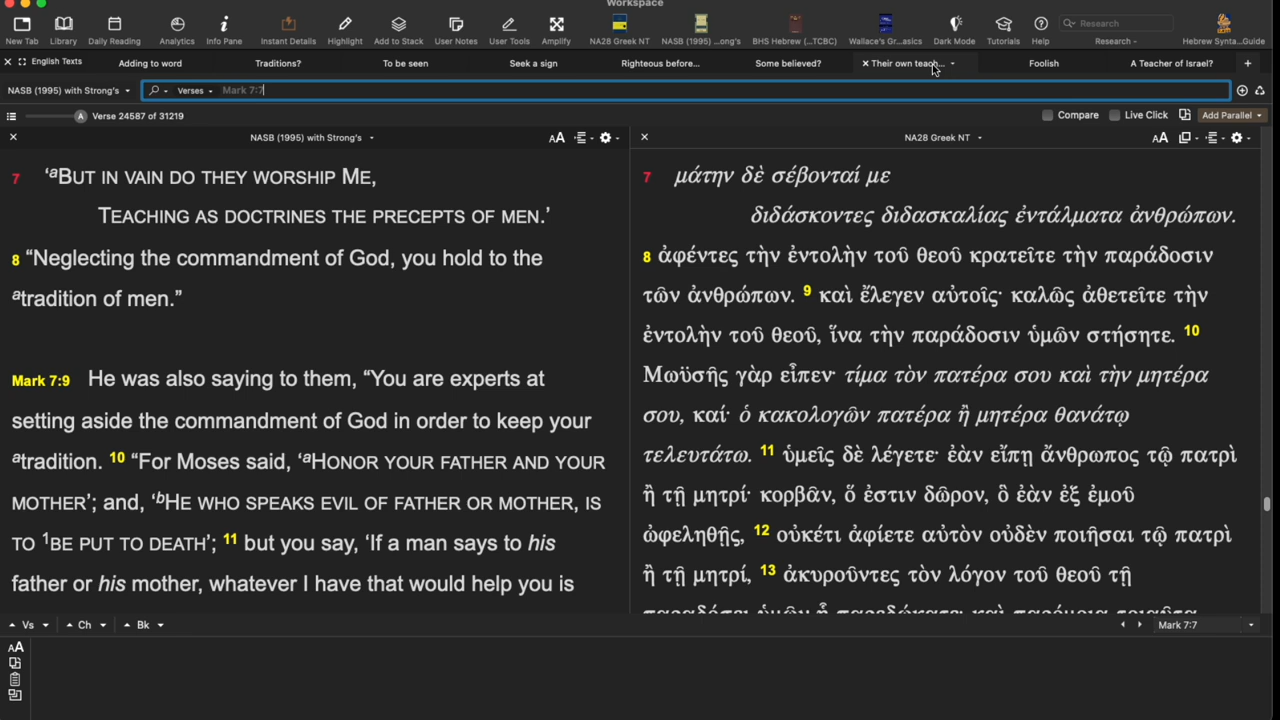 Workspace
New Tab Library Daily Reading Analytics Info Pane Instant Details Highlight Add to Stack User Notes User Tools Amplify NA28 Greek NT NASB (1995) ...ong's BHS Hebrew (...TCBC) Wallace's Gr...asics Dark Mode Tutorials Help Research Research Hebrew Synta...Guide
English Texts Adding to word Traditions? To be seen Seek a sign Righteous before... Some believed? Their own teach... Foolish A Teacher of Israel?
NASB (1995) with Strong's Verses Mark 7:7
A Verse 24587 of 31219 Compare Live Click Add Parallel
NASB (1995) with Strong's
7 ‘aBUT IN VAIN DO THEY WORSHIP ME,
TEACHING AS DOCTRINES THE PRECEPTS OF MEN.’
8 “Neglecting the commandment of God, you hold to the
atradition of men.”
Mark 7:9 He was also saying to them, “You are experts at
setting aside the commandment of God in order to keep your
atradition. 10 “For Moses said, ‘aHONOR YOUR FATHER AND YOUR
MOTHER’; and, ‘bHE WHO SPEAKS EVIL OF FATHER OR MOTHER, IS
TO 1BE PUT TO DEATH’; 11 but you say, ‘If a man says to his
father or his mother, whatever I have that would help you is
NA28 Greek NT
7 μάτην δὲ σέβονταί με
διδάσκοντες διδασκαλίας ἐντάλματα ἀνθρώπων.
8 ἀφέντες τὴν ἐντολὴν τοῦ θεοῦ κρατεῖτε τὴν παράδοσιν
τῶν ἀνθρώπων. 9 καὶ ἔλεγεν αὐτοῖς· καλῶς ἀθετεῖτε τὴν
ἐντολὴν τοῦ θεοῦ, ἵνα τὴν παράδοσιν ὑμῶν στήσητε. 10
Μωϋσῆς γὰρ εἶπεν· τίμα τὸν πατέρα σου καὶ τὴν μητέρα
σου, καί· ὁ κακολογῶν πατέρα ἢ μητέρα θανάτῳ
τελευτάτω. 11 ὑμεῖς δὲ λέγετε· ἐὰν εἴπῃ ἄνθρωπος τῷ πατρὶ
ἢ τῇ μητρί· κορβᾶν, ὅ ἐστιν δῶρον, ὃ ἐὰν ἐξ ἐμοῦ
ὠφεληθῇς, 12 οὐκέτι ἀφίετε αὐτὸν οὐδὲν ποιῆσαι τῷ πατρὶ
ἢ τῇ μητρί, 13 ἀκυροῦντες τὸν λόγον τοῦ θεοῦ τῇ
παραδόσει ὑμῶν ᾗ παρεδώκατε· καὶ παρόμοια τοιαῦτα
Vs Ch Bk Mark 7:7